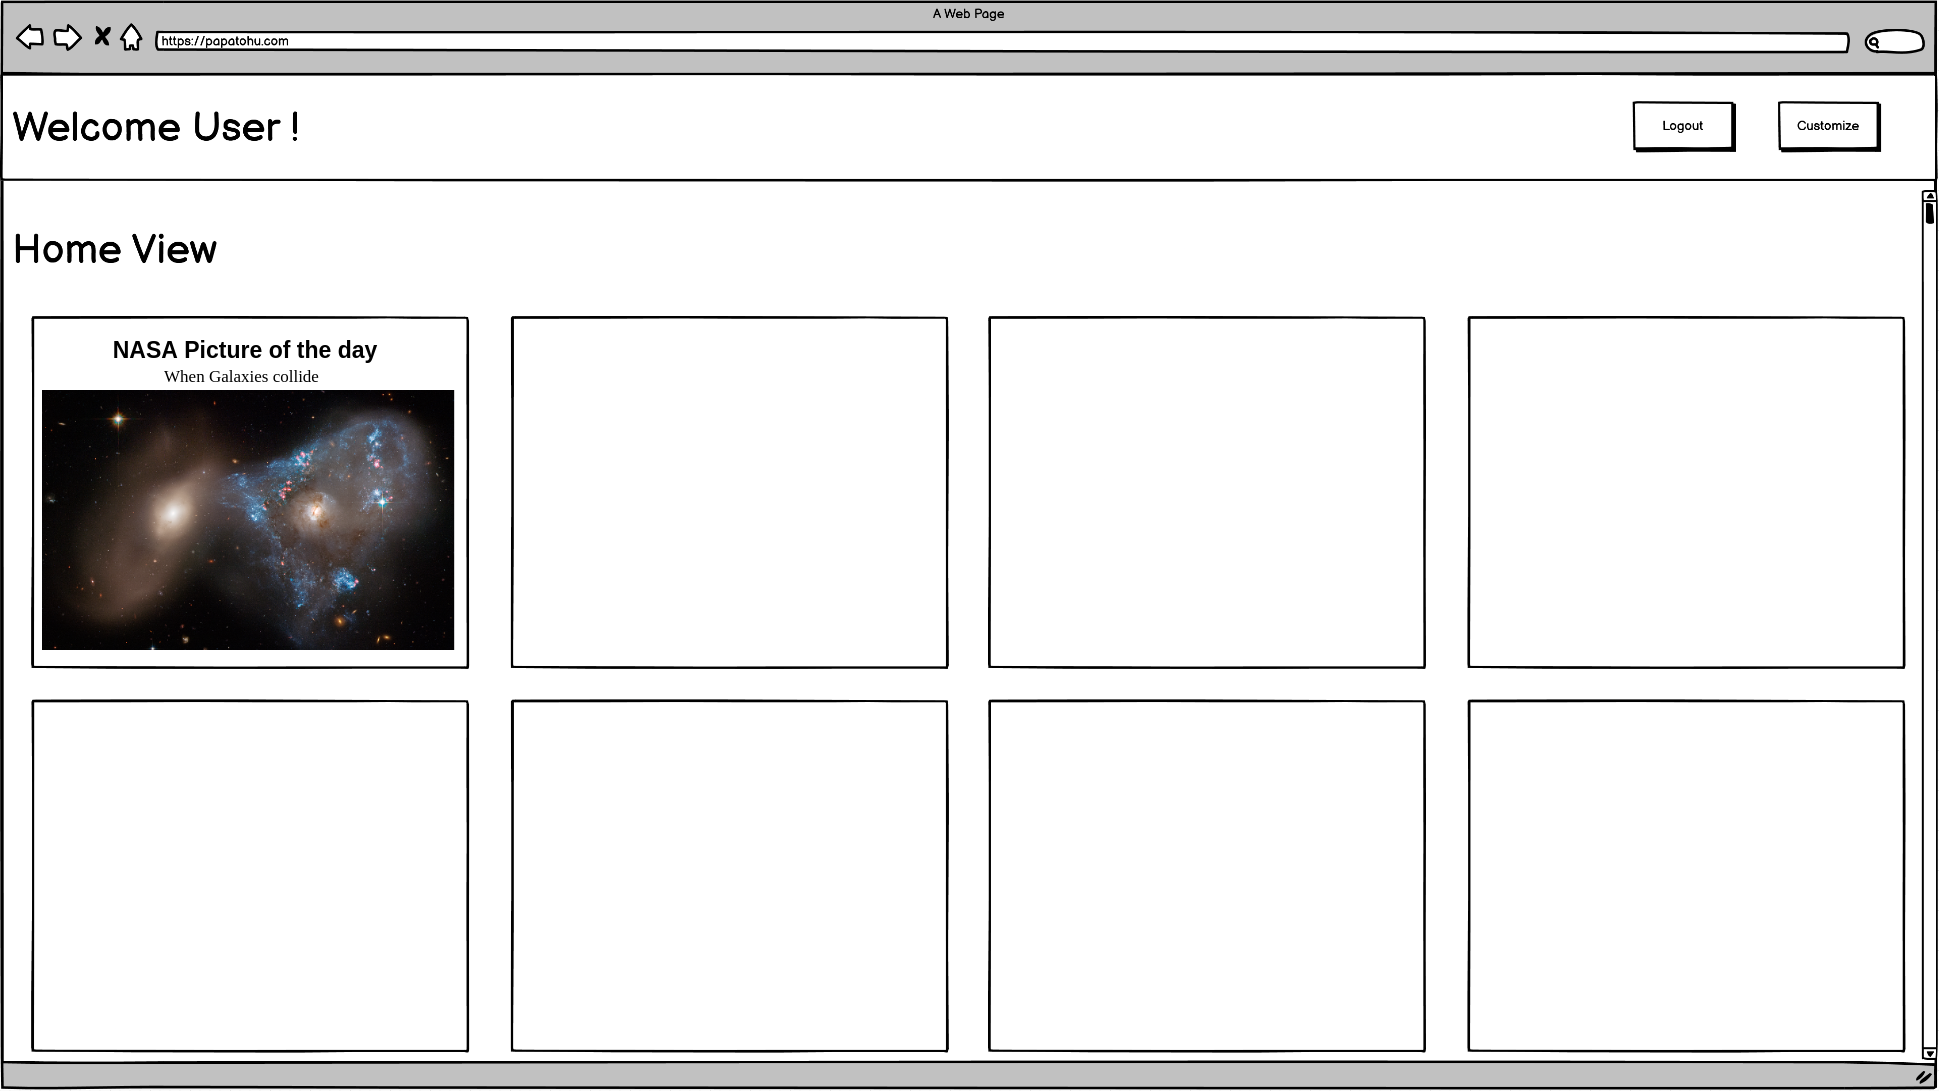 A Web Page
https://papatohu.com
Welcome User !
Logout
Customize
Home View
NASA Picture of the day
When Galaxies collide